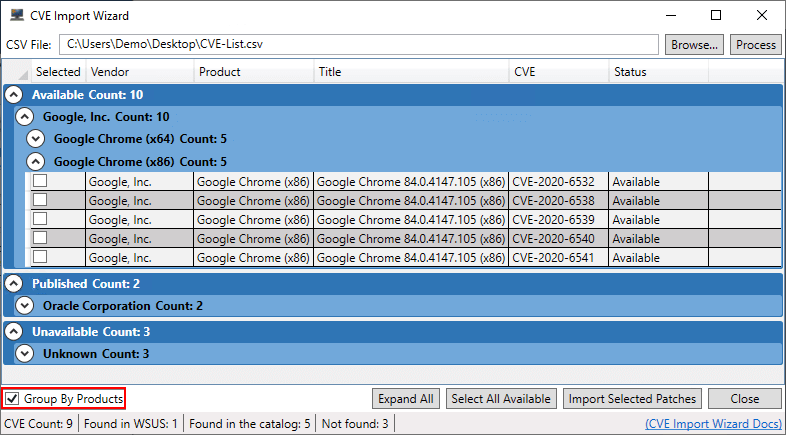 CVE Import Wizard
CSV File: C:\Users\Demo\Desktop\CVE-List.csv Browse... Process
Selected Vendor Product Title CVE Status
Available Count: 10
Google, Inc. Count: 10
Google Chrome (x64) Count: 5
Google Chrome (x86) Count: 5
Google, Inc. Google Chrome (x86) Google Chrome 84.0.4147.105 (x86) CVE-2020-6532 Available
Google, Inc. Google Chrome (x86) Google Chrome 84.0.4147.105 (x86) CVE-2020-6538 Available
Google, Inc. Google Chrome (x86) Google Chrome 84.0.4147.105 (x86) CVE-2020-6539 Available
Google, Inc. Google Chrome (x86) Google Chrome 84.0.4147.105 (x86) CVE-2020-6540 Available
Google, Inc. Google Chrome (x86) Google Chrome 84.0.4147.105 (x86) CVE-2020-6541 Available
Published Count: 2
Oracle Corporation Count: 2
Unavailable Count: 3
Unknown Count: 3
Group By Products Expand All Select All Available Import Selected Patches Close
CVE Count: 9 Found in WSUS: 1 Found in the catalog: 5 Not found: 3 (CVE Import Wizard Docs)